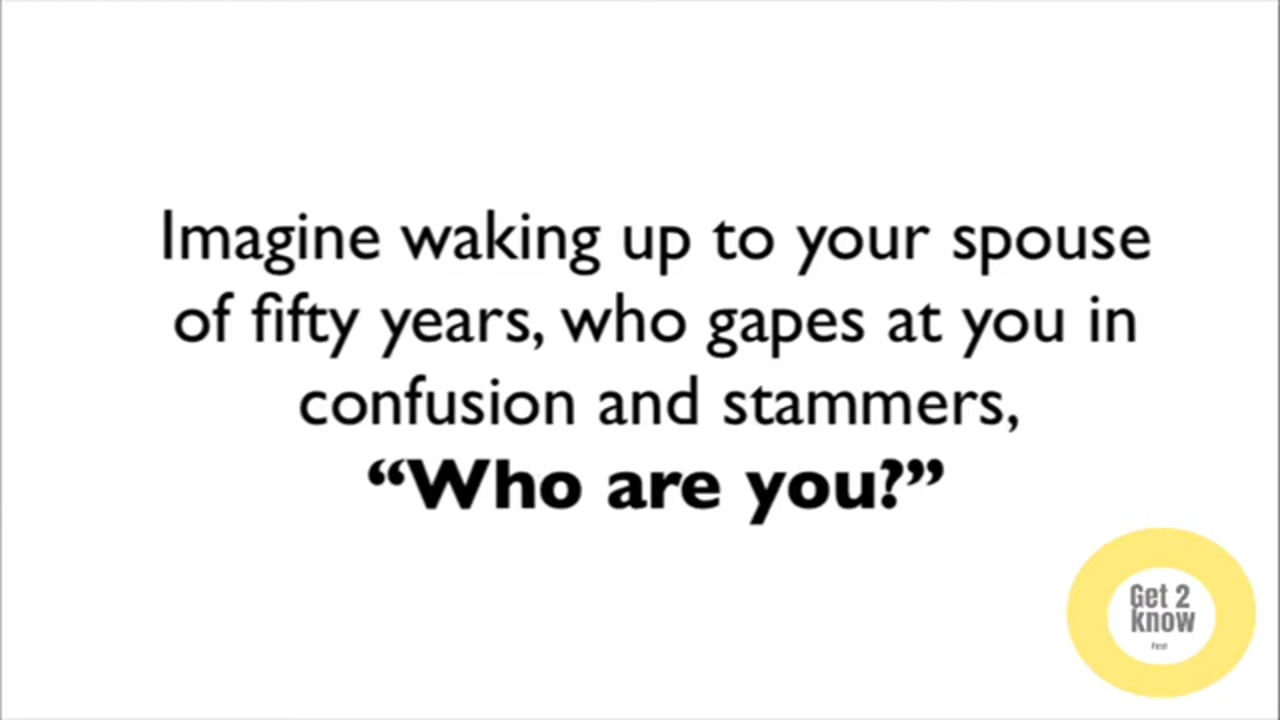 Imagine waking up to your spouse
of fifty years, who gapes at you in
confusion and stammers,
“Who are you?”
Get 2
know
First